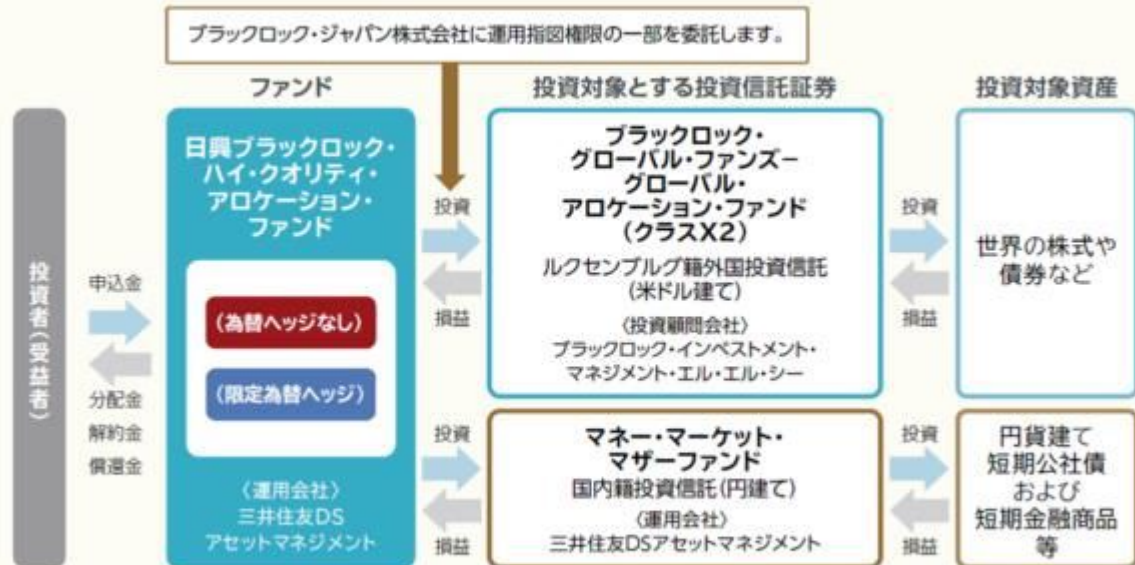 ブラックロック・ジャパン株式会社に運用指図権限の一部を委託します。
ファンド
投資対象とする投資信託証券
投資対象資産
投資者(受益者)
申込金
分配金
解約金
償還金
日興ブラックロック・
ハイ・クオリティ・
アロケーション・
ファンド
(為替ヘッジなし)
(限定為替ヘッジ)
〈運用会社〉
三井住友DS
アセットマネジメント
投資
損益
ブラックロック・
グローバル・ファンズ－
グローバル・
アロケーション・ファンド
(クラスX2)
ルクセンブルグ籍外国投資信託
(米ドル建て)
〈投資顧問会社〉
ブラックロック・インベストメント・
マネジメント・エル・エル・シー
投資
損益
世界の株式や
債券など
投資
損益
マネー・マーケット・
マザーファンド
国内籍投資信託(円建て)
〈運用会社〉
三井住友DSアセットマネジメント
投資
損益
円貨建て
短期公社債
および
短期金融商品
等